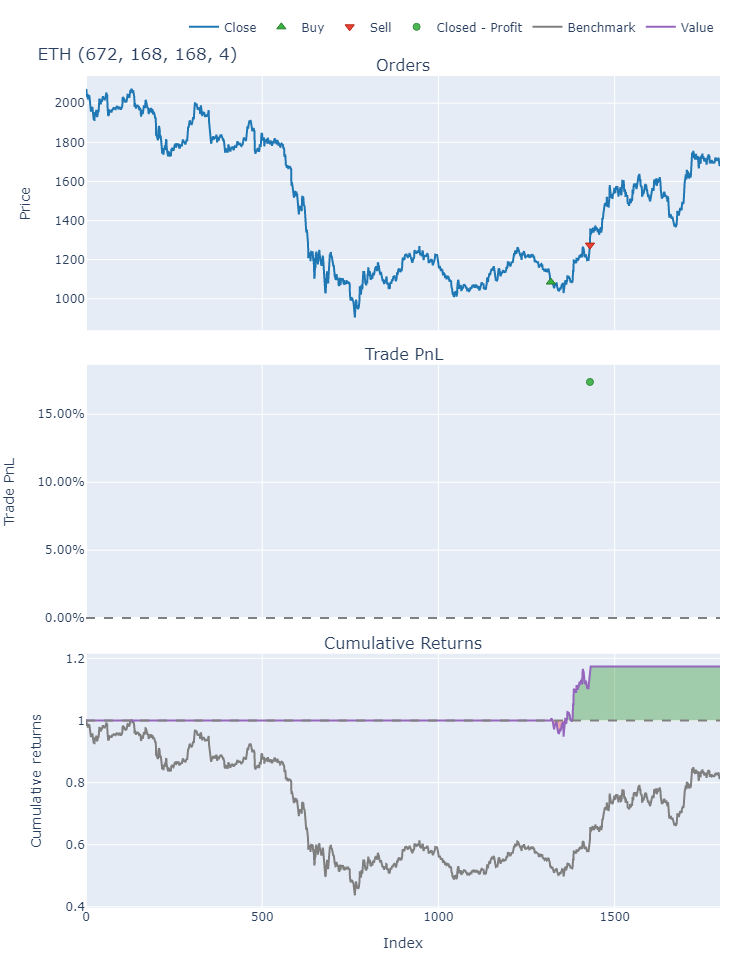 Close Buy Sell Closed - Profit Benchmark Value
ETH (672, 168, 168, 4)
Orders
2000
1800
1600
1400
1200
1000
Price
Trade PnL
15.00%
10.00%
5.00%
0.00%
Trade PnL
Cumulative Returns
1.2
1
0.8
0.6
0.4
Cumulative returns
0 500 1000 1500
Index